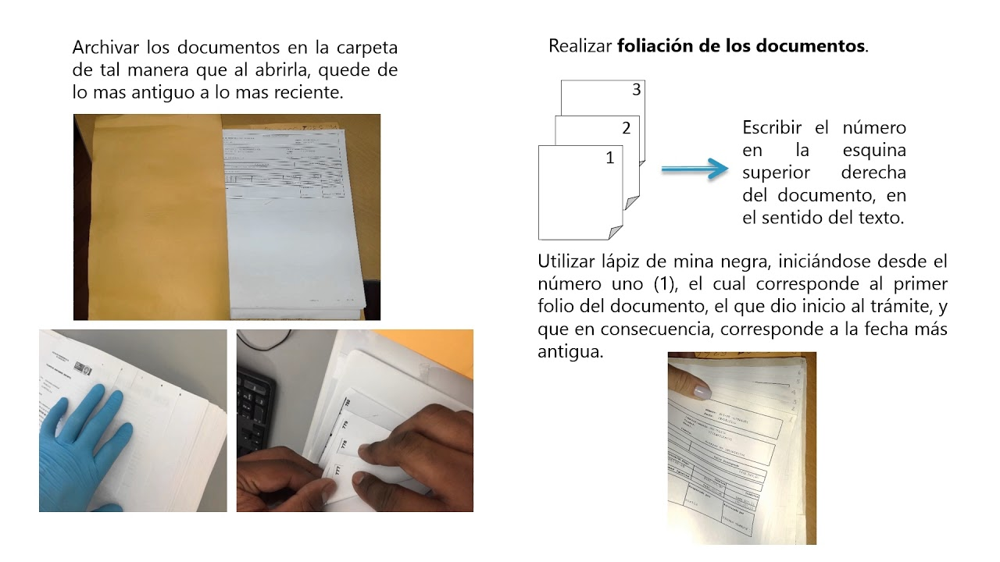 Archivar los documentos en la carpeta
de tal manera que al abrirla, quede de
lo mas antiguo a lo mas reciente.
Realizar foliación de los documentos.
3
2
1
Escribir el número
en la esquina
superior derecha
del documento, en
el sentido del texto.
Utilizar lápiz de mina negra, iniciándose desde el
número uno (1), el cual corresponde al primer
folio del documento, el que dio inicio al trámite, y
que en consecuencia, corresponde a la fecha más
antigua.
780
779
778
777